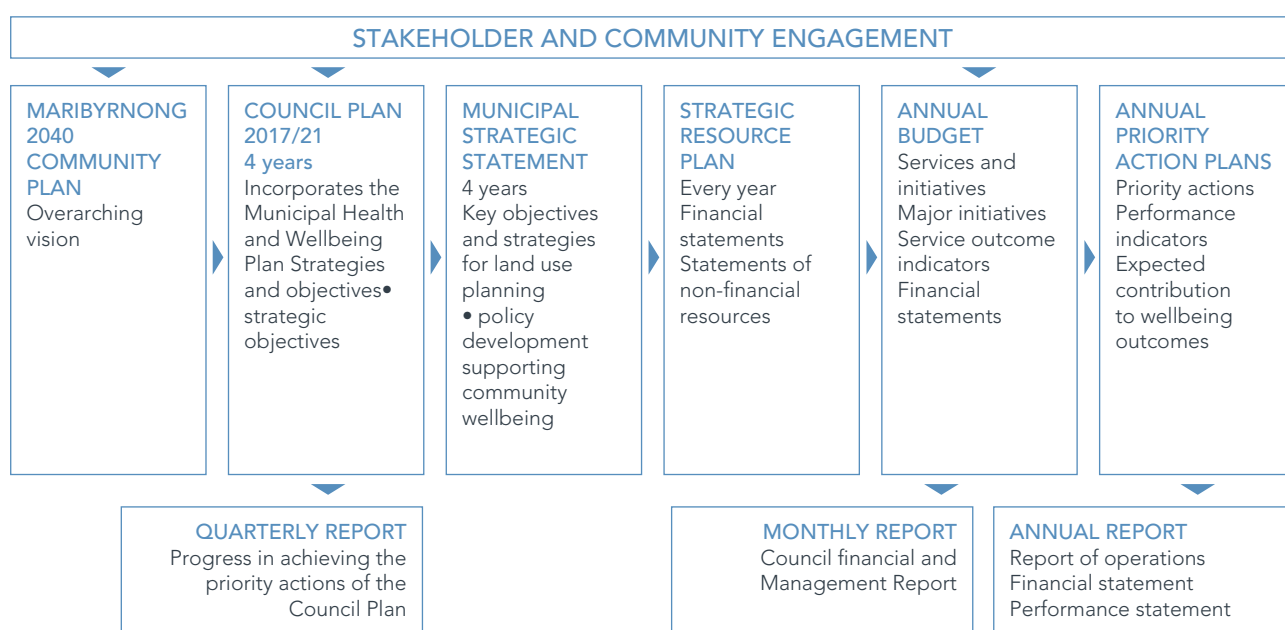 STAKEHOLDER AND COMMUNITY ENGAGEMENT
MARIBYRNONG
2040
COMMUNITY
PLAN
Overarching
vision
COUNCIL PLAN
2017/21
4 years
Incorporates the
Municipal Health
and Wellbeing
Plan Strategies
and objectives•
strategic
objectives
MUNICIPAL
STRATEGIC
STATEMENT
4 years
Key objectives
and strategies
for land use
planning
• policy
development
supporting
community
wellbeing
STRATEGIC
RESOURCE
PLAN
Every year
Financial
statements
Statements of
non-financial
resources
ANNUAL
BUDGET
Services and
initiatives
Major initiatives
Service outcome
indicators
Financial
statements
ANNUAL
PRIORITY
ACTION PLANS
Priority actions
Performance
indicators
Expected
contribution
to wellbeing
outcomes
QUARTERLY REPORT
Progress in achieving the
priority actions of the
Council Plan
MONTHLY REPORT
Council financial and
Management Report
ANNUAL REPORT
Report of operations
Financial statement
Performance statement